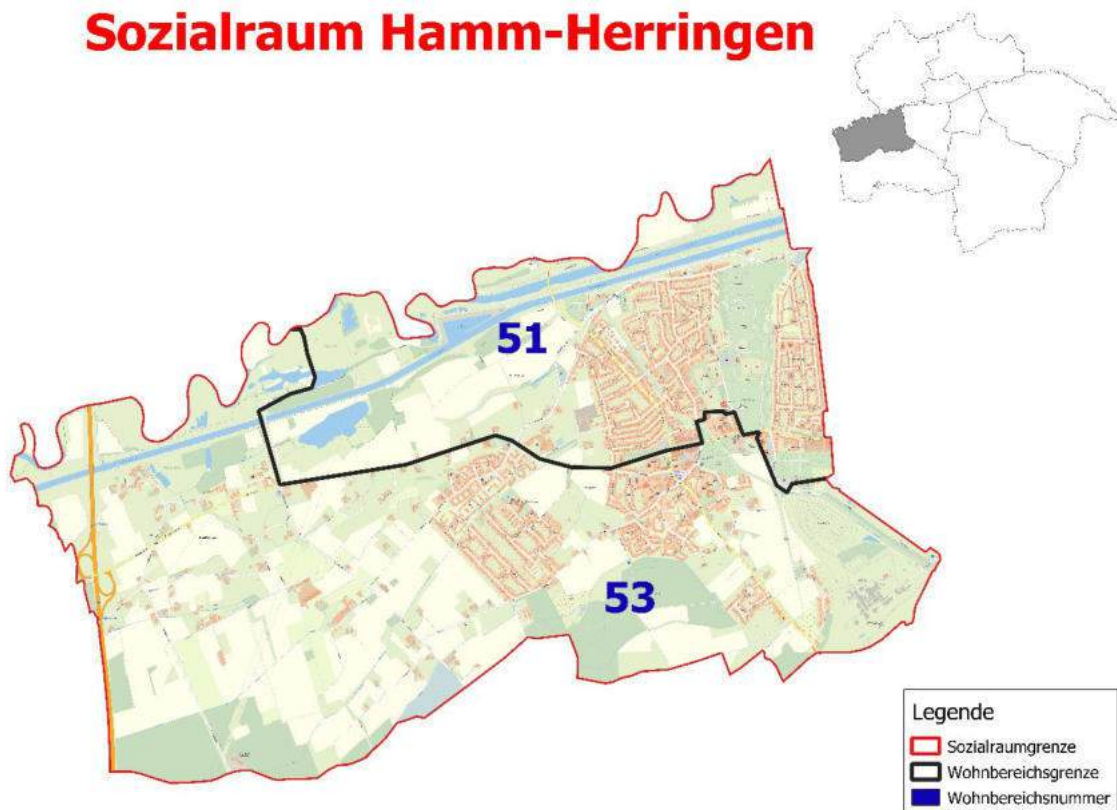 Sozialraum Hamm-Herringen
51
53
Legende
Sozialraumgrenze
Wohnbereichsgrenze
Wohnbereichsnummer